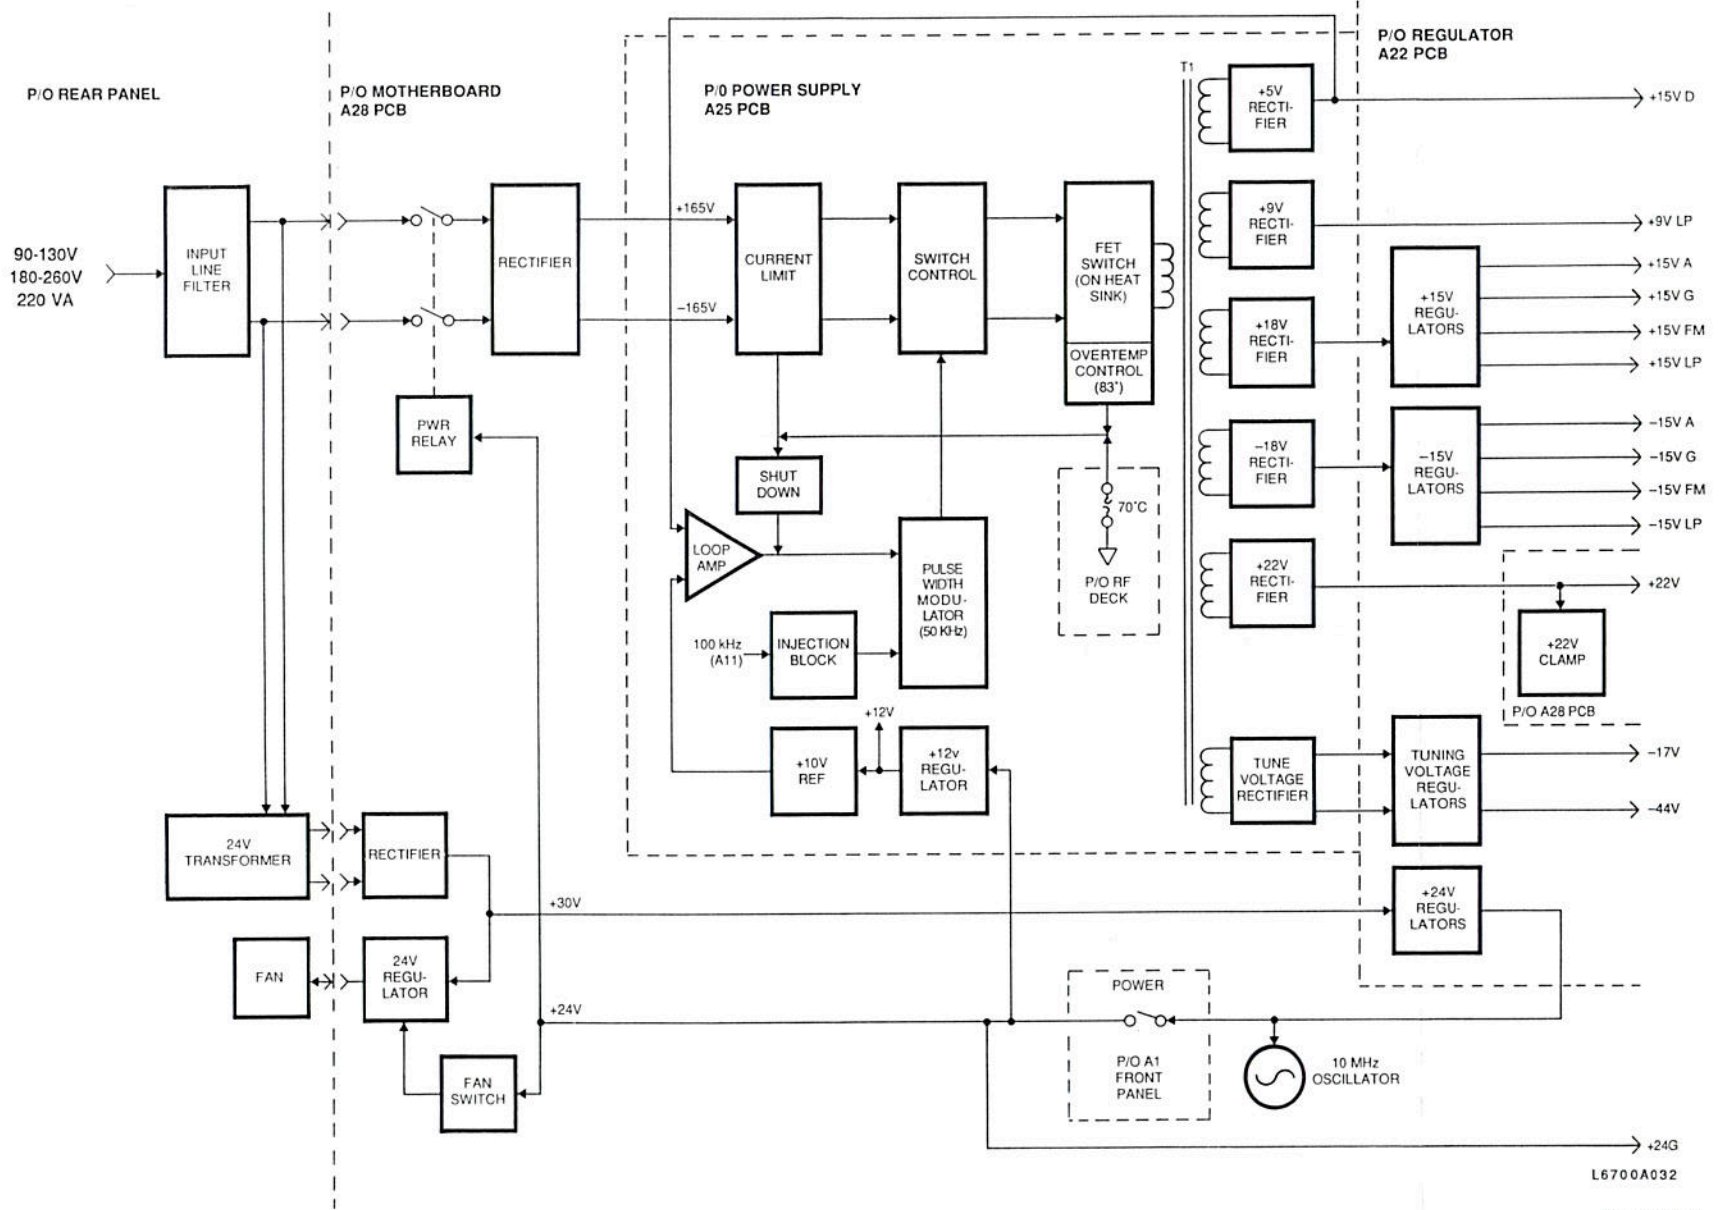 P/O REAR PANEL
P/O MOTHERBOARD
A28 PCB
P/0 POWER SUPPLY
A25 PCB
P/O REGULATOR
A22 PCB
90-130V
180-260V
220 VA
INPUT
LINE
FILTER
RECTIFIER
PWR
RELAY
+165V
-165V
CURRENT
LIMIT
SWITCH
CONTROL
FET
SWITCH
(ON HEAT
SINK)
OVERTEMP
CONTROL
(83°)
T1
SHUT
DOWN
LOOP
AMP
PULSE
WIDTH
MODU-
LATOR
(50 KHz)
100 kHz
(A11)
INJECTION
BLOCK
+12V
+10V
REF
+12v
REGU-
LATOR
70°C
P/O RF
DECK
+5V
RECTI-
FIER
+9V
RECTI-
FIER
+18V
RECTI-
FIER
-18V
RECTI-
FIER
+22V
RECTI-
FIER
TUNE
VOLTAGE
RECTIFIER
+15V
REGU-
LATORS
-15V
REGU-
LATORS
+22V
CLAMP
P/O A28 PCB
TUNING
VOLTAGE
REGU-
LATORS
+24V
REGU-
LATORS
+15V D
+9V LP
+15V A
+15V G
+15V FM
+15V LP
-15V A
-15V G
-15V FM
-15V LP
+22V
-17V
-44V
24V
TRANSFORMER
RECTIFIER
+30V
FAN
24V
REGU-
LATOR
+24V
FAN
SWITCH
POWER
P/O A1
FRONT
PANEL
10 MHz
OSCILLATOR
+24G
L6700A032